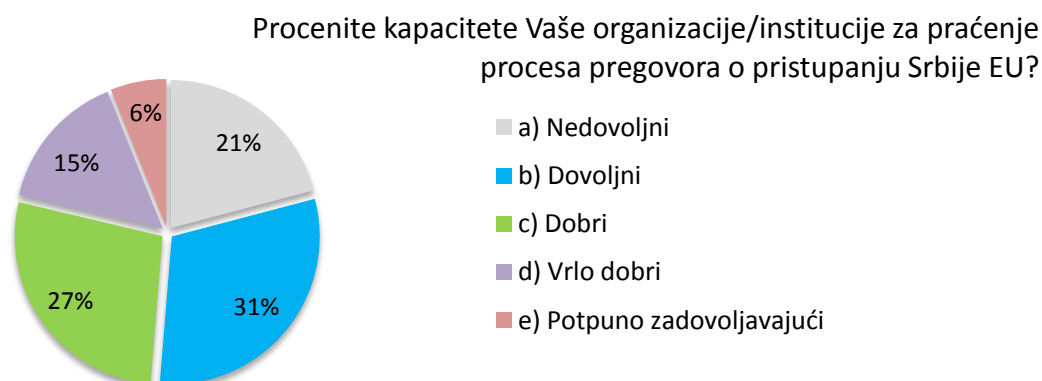 Procenite kapacitete Vaše organizacije/institucije za praćenje
procesa pregovora o pristupanju Srbije EU?
6%
21%
15%
27%
31%
a) Nedovoljni
b) Dovoljni
c) Dobri
d) Vrlo dobri
e) Potpuno zadovoljavajući